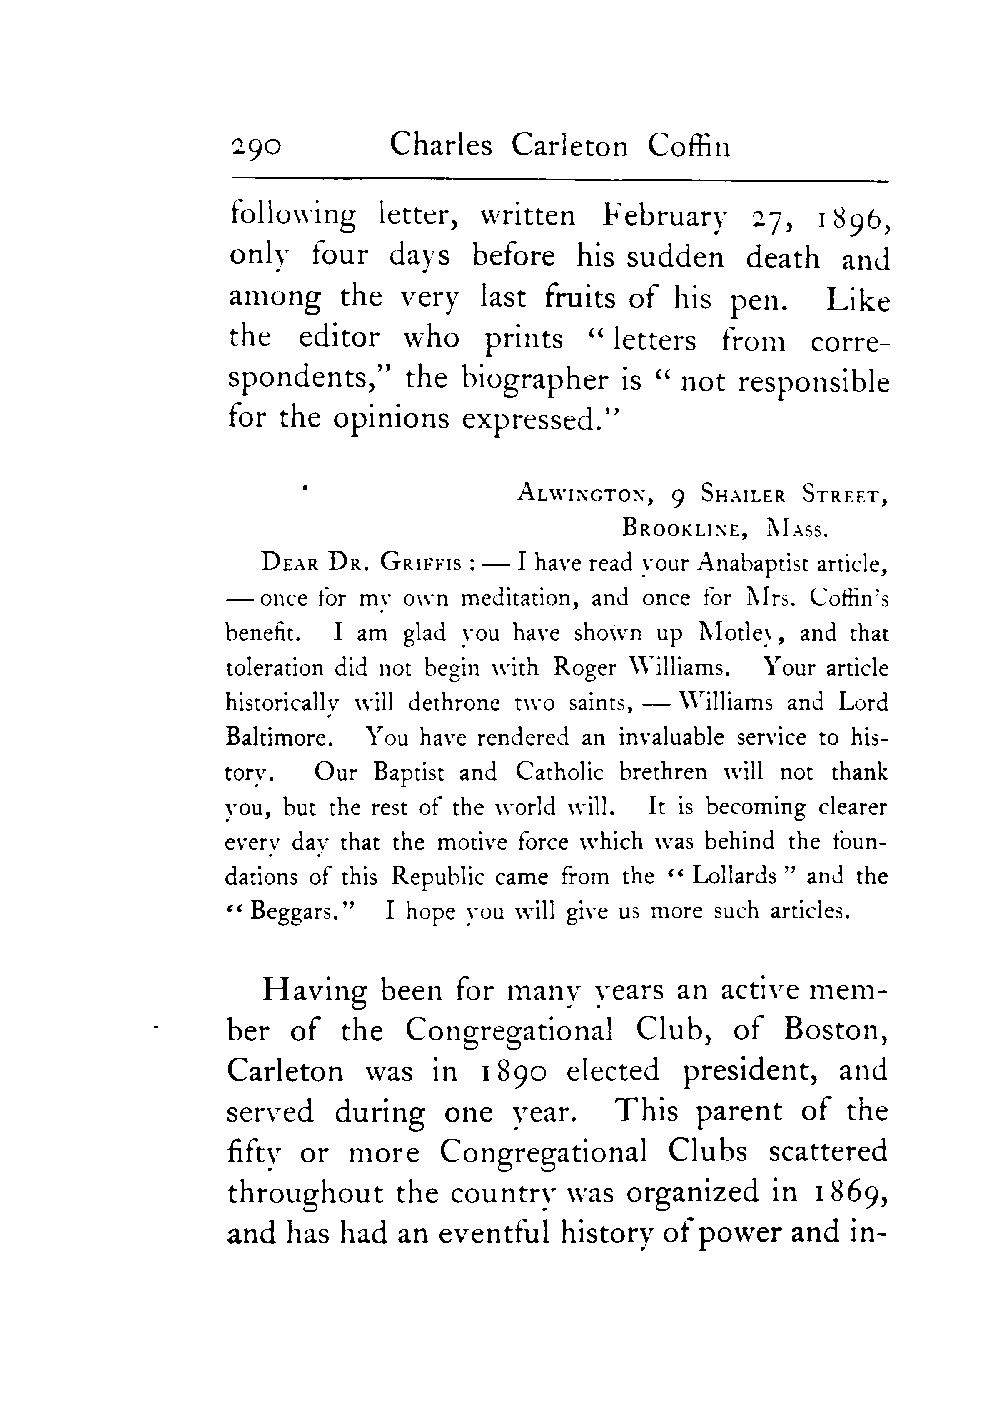 290 Charles Carleton Coffin
following letter, written February 27, 1896,
only four days before his sudden death and
among the very last fruits of his pen. Like
the editor who prints “letters from corre-
spondents,” the biographer is “not responsible
for the opinions expressed.”
Alwington, 9 Shailer Street,
Brookline, Mass.
Dear Dr. Griffis :— I have read your Anabaptist article,
— once for my own meditation, and once for Mrs. Coffin's
benefit. I am glad you have shown up Motley, and that
toleration did not begin with Roger Williams. Your article
historically will dethrone two saints, — Williams and Lord
Baltimore. You have rendered an invaluable service to his-
tory. Our Baptist and Catholic brethren will not thank
you, but the rest of the world will. It is becoming clearer
every day that the motive force which was behind the foun-
dations of this Republic came from the “Lollards” and the
“Beggars.” I hope you will give us more such articles.
Having been for many years an active mem-
ber of the Congregational Club, of Boston,
Carleton was in 1890 elected president, and
served during one year. This parent of the
fifty or more Congregational Clubs scattered
throughout the country was organized in 1869,
and has had an eventful history of power and in-